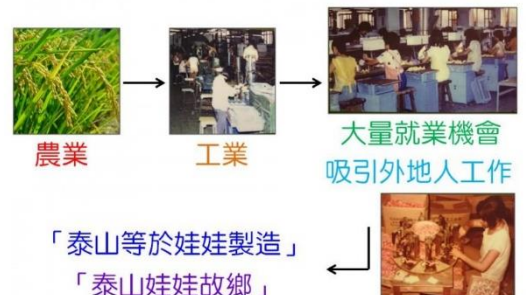 農業
工業
大量就業機會
吸引外地人工作
「泰山等於娃娃製造」
「泰山娃娃故鄉」